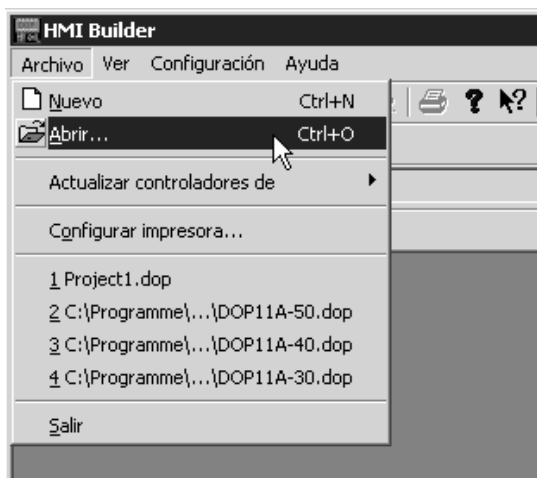 HMI Builder
Archivo Ver Configuración Ayuda
Nuevo Ctrl+N
Abrir... Ctrl+O
Actualizar controladores de
Configurar impresora...
1 Project1.dop
2 C:\Programme\...\DOP11A-50.dop
3 C:\Programme\...\DOP11A-40.dop
4 C:\Programme\...\DOP11A-30.dop
Salir